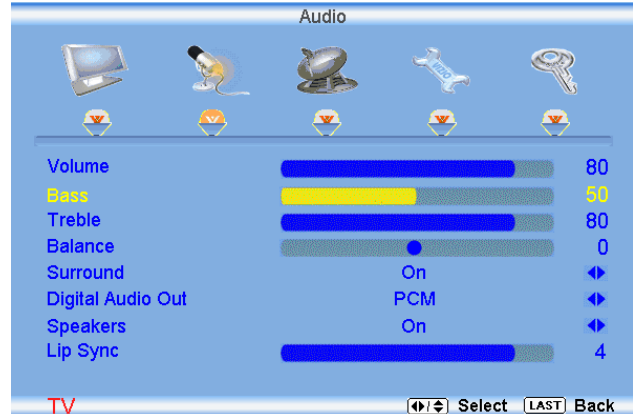 Audio
VIZIO
Volume 80
Bass 50
Treble 80
Balance 0
Surround On
Digital Audio Out PCM
Speakers On
Lip Sync 4
TV Select LAST Back